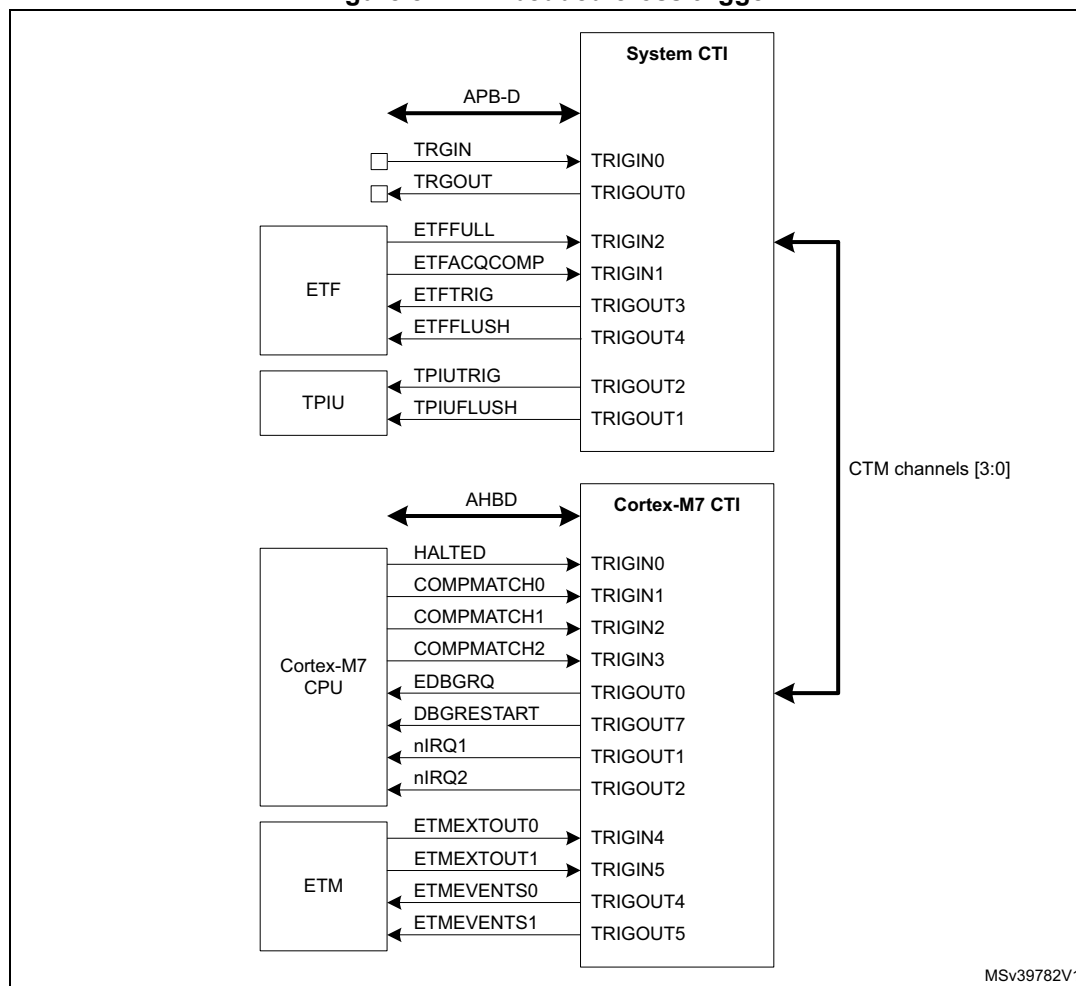 System CTI
APB-D
TRGIN
TRIGIN0
TRGOUT
TRIGOUT0
ETF
ETFFULL
TRIGIN2
ETFACQCOMP
TRIGIN1
ETFTRIG
TRIGOUT3
ETFFLUSH
TRIGOUT4
TPIU
TPIUTRIG
TRIGOUT2
TPIUFLUSH
TRIGOUT1
CTM channels [3:0]
Cortex-M7 CTI
AHBD
Cortex-M7
CPU
HALTED
TRIGIN0
COMPMATCH0
TRIGIN1
COMPMATCH1
TRIGIN2
COMPMATCH2
TRIGIN3
EDBGRQ
TRIGOUT0
DBGRESTART
TRIGOUT7
nIRQ1
TRIGOUT1
nIRQ2
TRIGOUT2
ETM
ETMEXTOUT0
TRIGIN4
ETMEXTOUT1
TRIGIN5
ETMEVENTS0
TRIGOUT4
ETMEVENTS1
TRIGOUT5
MSv39782V1